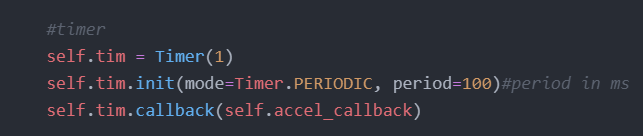 #timer
self.tim = Timer(1)
self.tim.init(mode=Timer.PERIODIC, period=100)#period in ms
self.tim.callback(self.accel_callback)